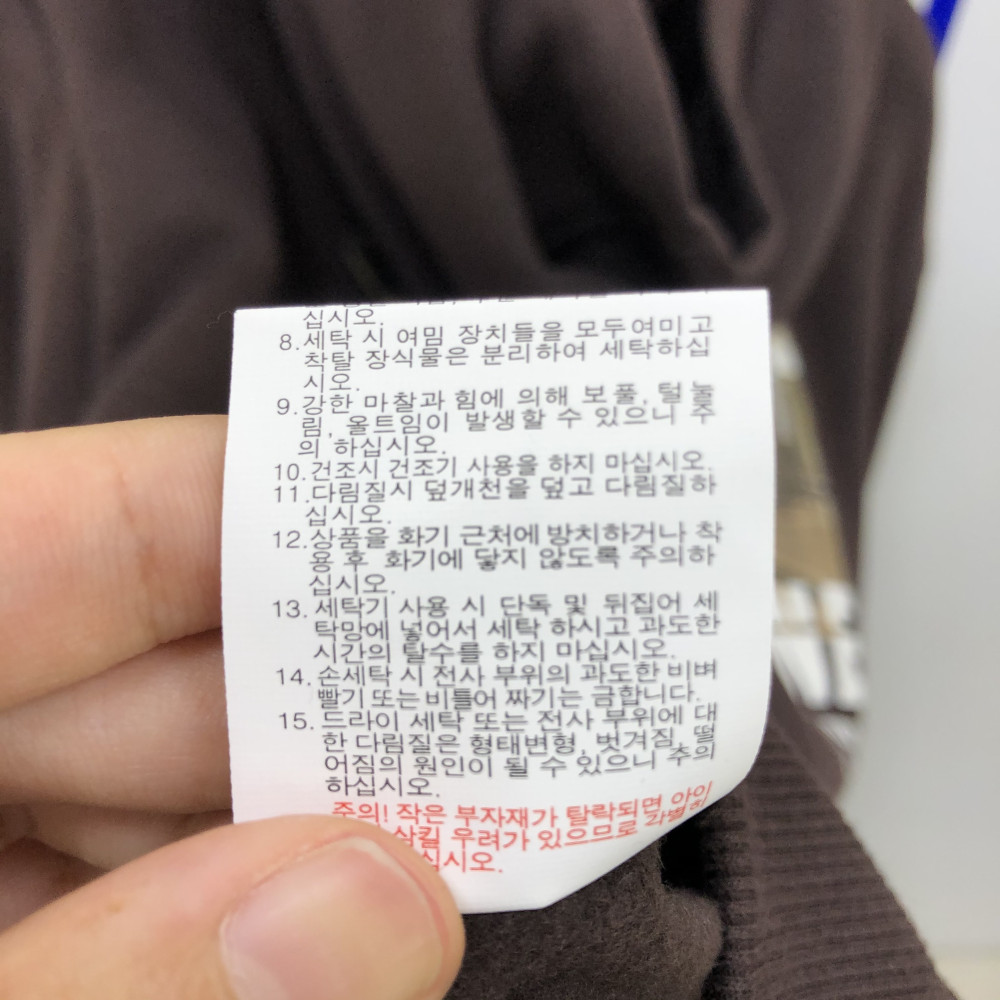 십시오.
8.세탁 시 여밈 장치들을 모두여미고
착탈 장식물은 분리하여 세탁하십
시오.
9.강한 마찰과 힘에 의해 보풀, 털 눌
림, 올트임이 발생할 수 있으니 주
의 하십시오.
10.건조시 건조기 사용을 하지 마십시오.
11.다림질시 덮개천을 덮고 다림질하
십시오.
12.상품을 화기 근처에 방치하거나 착
용 후 화기에 닿지 않도록 주의하
십시오.
13.세탁기 사용 시 단독 및 뒤집어 세
탁망에 넣어서 세탁 하시고 과도한
시간의 탈수를 하지 마십시오.
14.손세탁 시 전사 부위의 과도한 비벼
빨기 또는 비틀어 짜기는 금합니다.
15.드라이 세탁 또는 전사 부위에 대
한 다림질은 형태변형, 벗겨짐, 떨
어짐의 원인이 될 수 있으니 주의
하십시오.
주의! 작은 부자재가 탈락되면 아이
삼킬 우려가 있으므로 각별히
십시오.